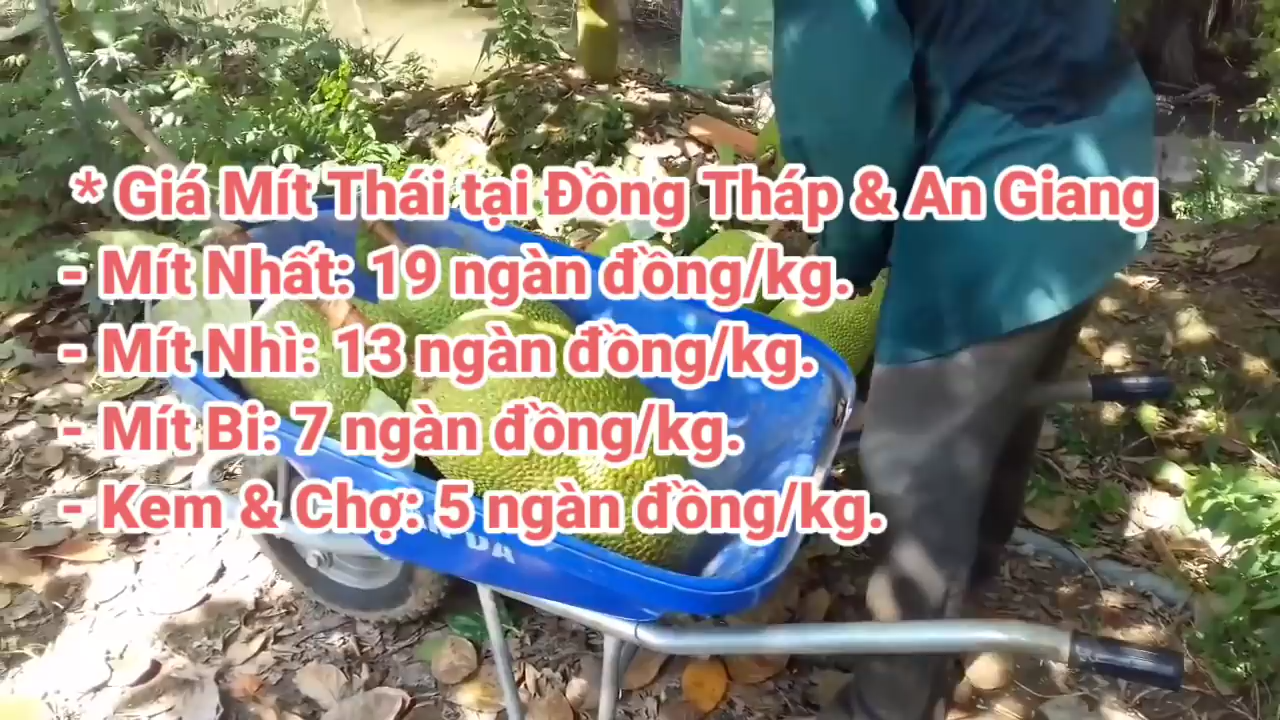 * Giá Mít Thái tại Đồng Tháp & An Giang
- Mít Nhất: 19 ngàn đồng/kg.
- Mít Nhì: 13 ngàn đồng/kg.
- Mít Bi: 7 ngàn đồng/kg.
- Kem & Chợ: 5 ngàn đồng/kg.